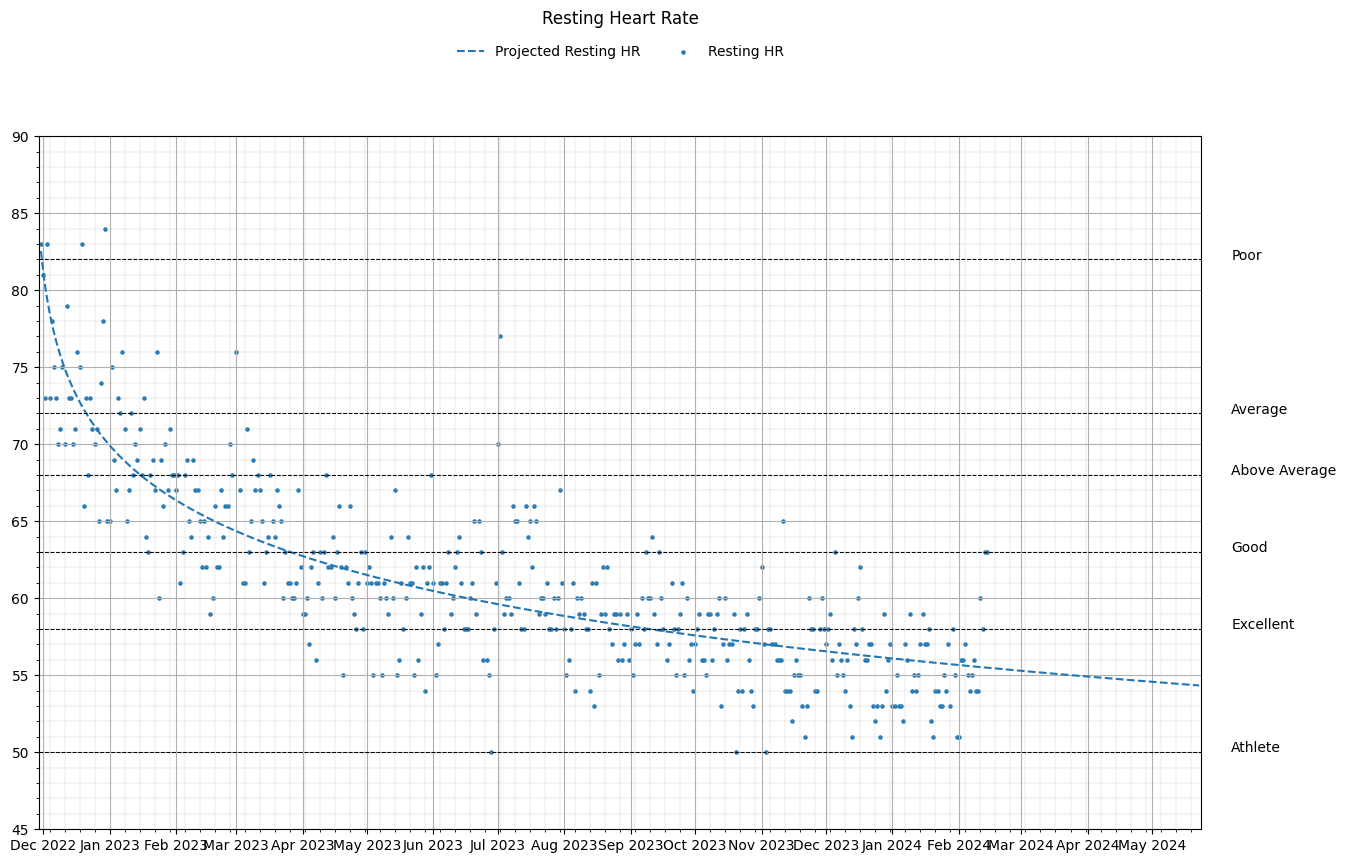 Resting Heart Rate
Projected Resting HR Resting HR
90
85
Poor
80
75
Average
70
Above Average
65
Good
60
Excellent
55
50
Athlete
45
Dec 2022 Jan 2023 Feb 2023 Mar 2023 Apr 2023 May 2023 Jun 2023 Jul 2023 Aug 2023 Sep 2023 Oct 2023 Nov 2023 Dec 2023 Jan 2024 Feb 2024 Mar 2024 Apr 2024 May 2024